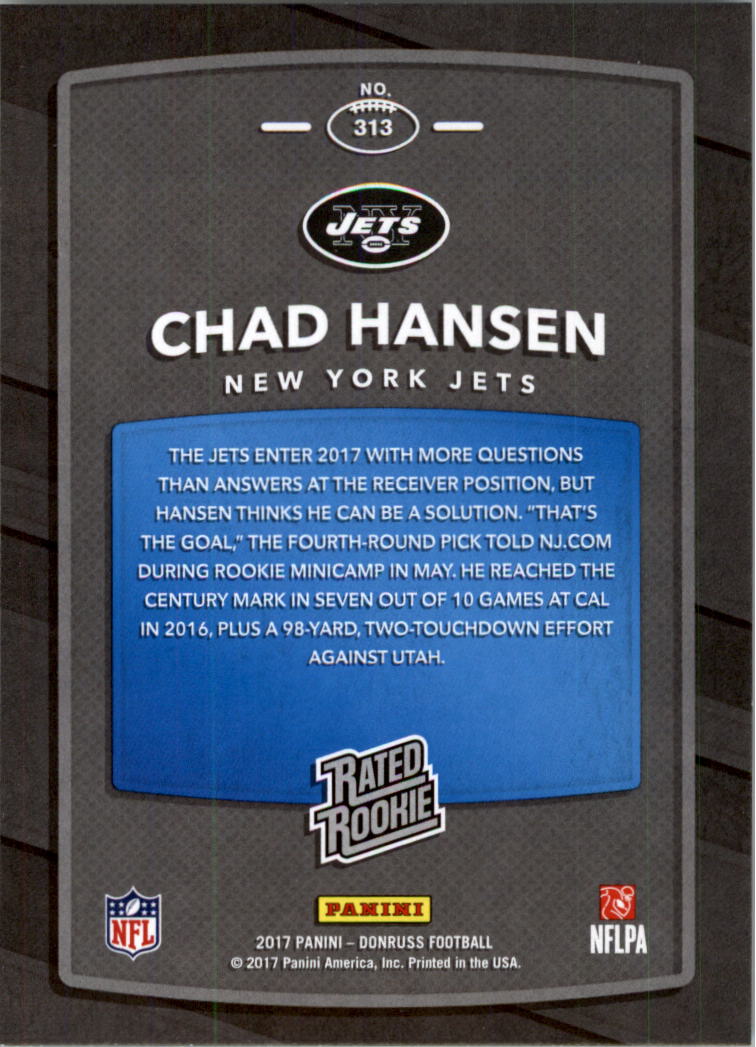 NO.
313
NY
JETS
CHAD HANSEN
NEW YORK JETS
THE JETS ENTER 2017 WITH MORE QUESTIONS
THAN ANSWERS AT THE RECEIVER POSITION, BUT
HANSEN THINKS HE CAN BE A SOLUTION. "THAT'S
THE GOAL," THE FOURTH-ROUND PICK TOLD NJ.COM
DURING ROOKIE MINICAMP IN MAY. HE REACHED THE
CENTURY MARK IN SEVEN OUT OF 10 GAMES AT CAL
IN 2016, PLUS A 98-YARD, TWO-TOUCHDOWN EFFORT
AGAINST UTAH.
RATED
ROOKIE
NFL
PANINI
NFLPA
2017 PANINI – DONRUSS FOOTBALL
© 2017 Panini America, Inc. Printed in the USA.